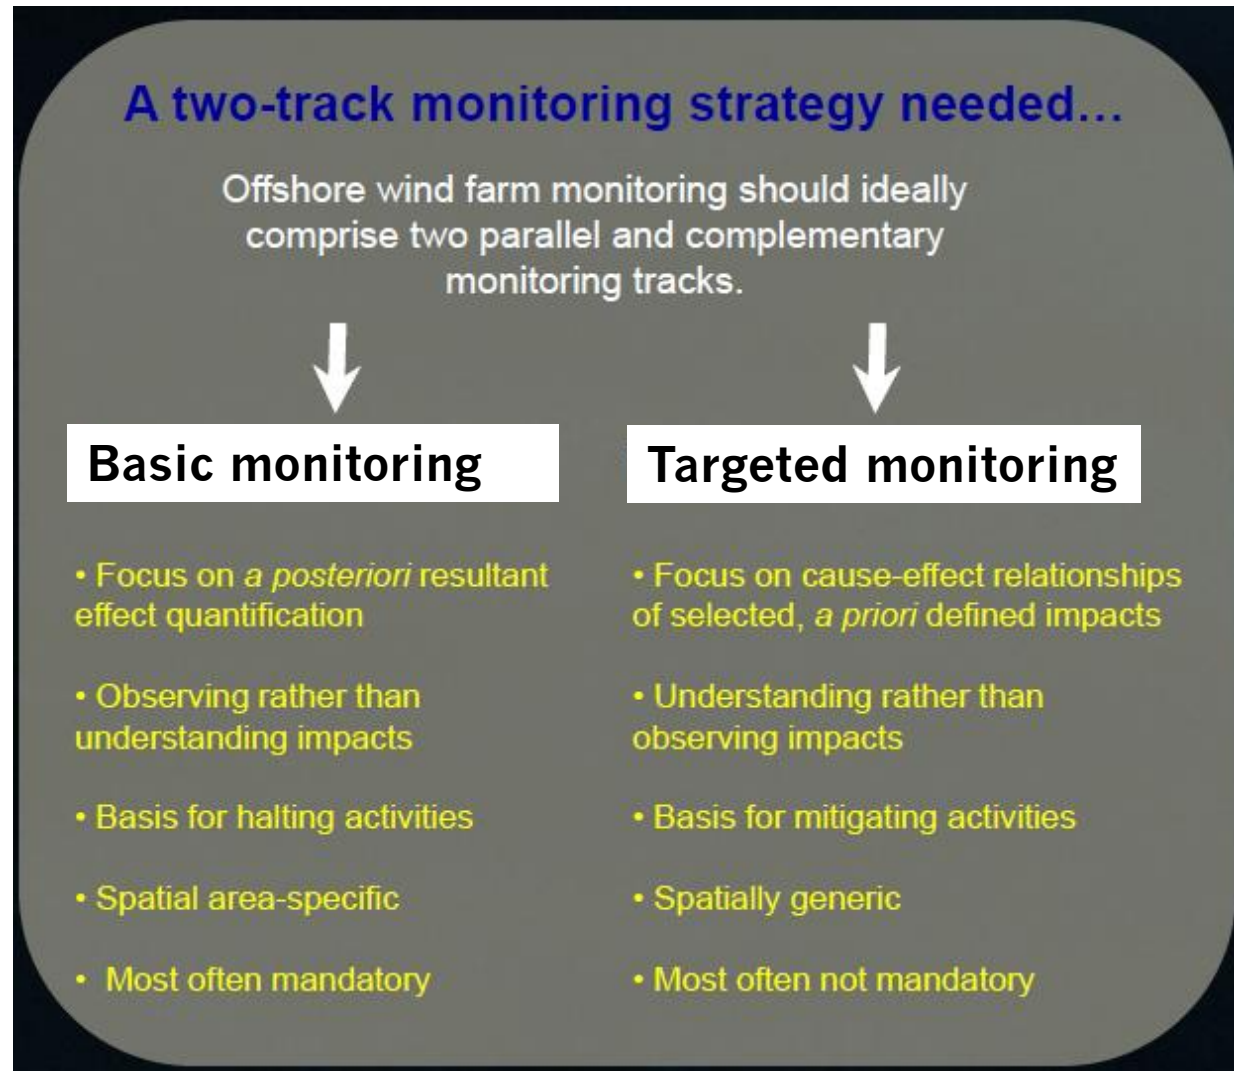 A two-track monitoring strategy needed...
Offshore wind farm monitoring should ideally
comprise two parallel and complementary
monitoring tracks.
Basic monitoring
• Focus on a posteriori resultant
effect quantification
• Observing rather than
understanding impacts
• Basis for halting activities
• Spatial area-specific
• Most often mandatory
Targeted monitoring
• Focus on cause-effect relationships
of selected, a priori defined impacts
• Understanding rather than
observing impacts
• Basis for mitigating activities
• Spatially generic
• Most often not mandatory